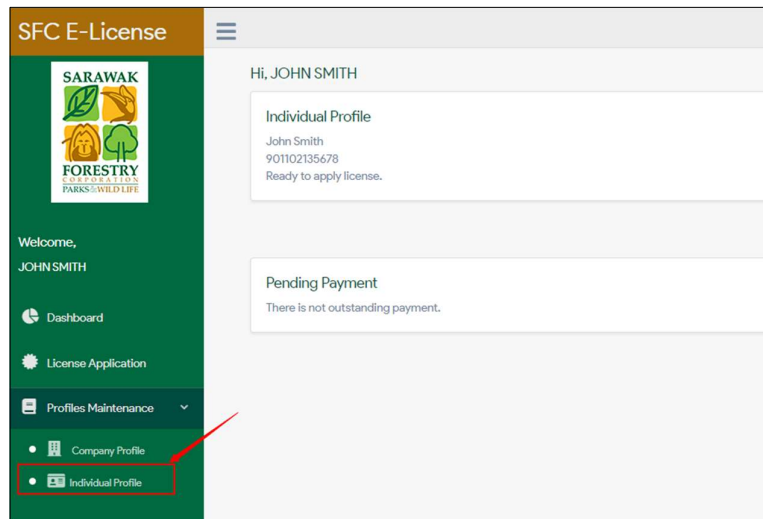 SFC E-License
SARAWAK
FORESTRY
CORPORATION
PARKS & WILD LIFE
Welcome,
JOHN SMITH
Dashboard
License Application
Profiles Maintenance
Company Profile
Individual Profile
Hi, JOHN SMITH
Individual Profile
John Smith
901102135678
Ready to apply license.
Pending Payment
There is not outstanding payment.